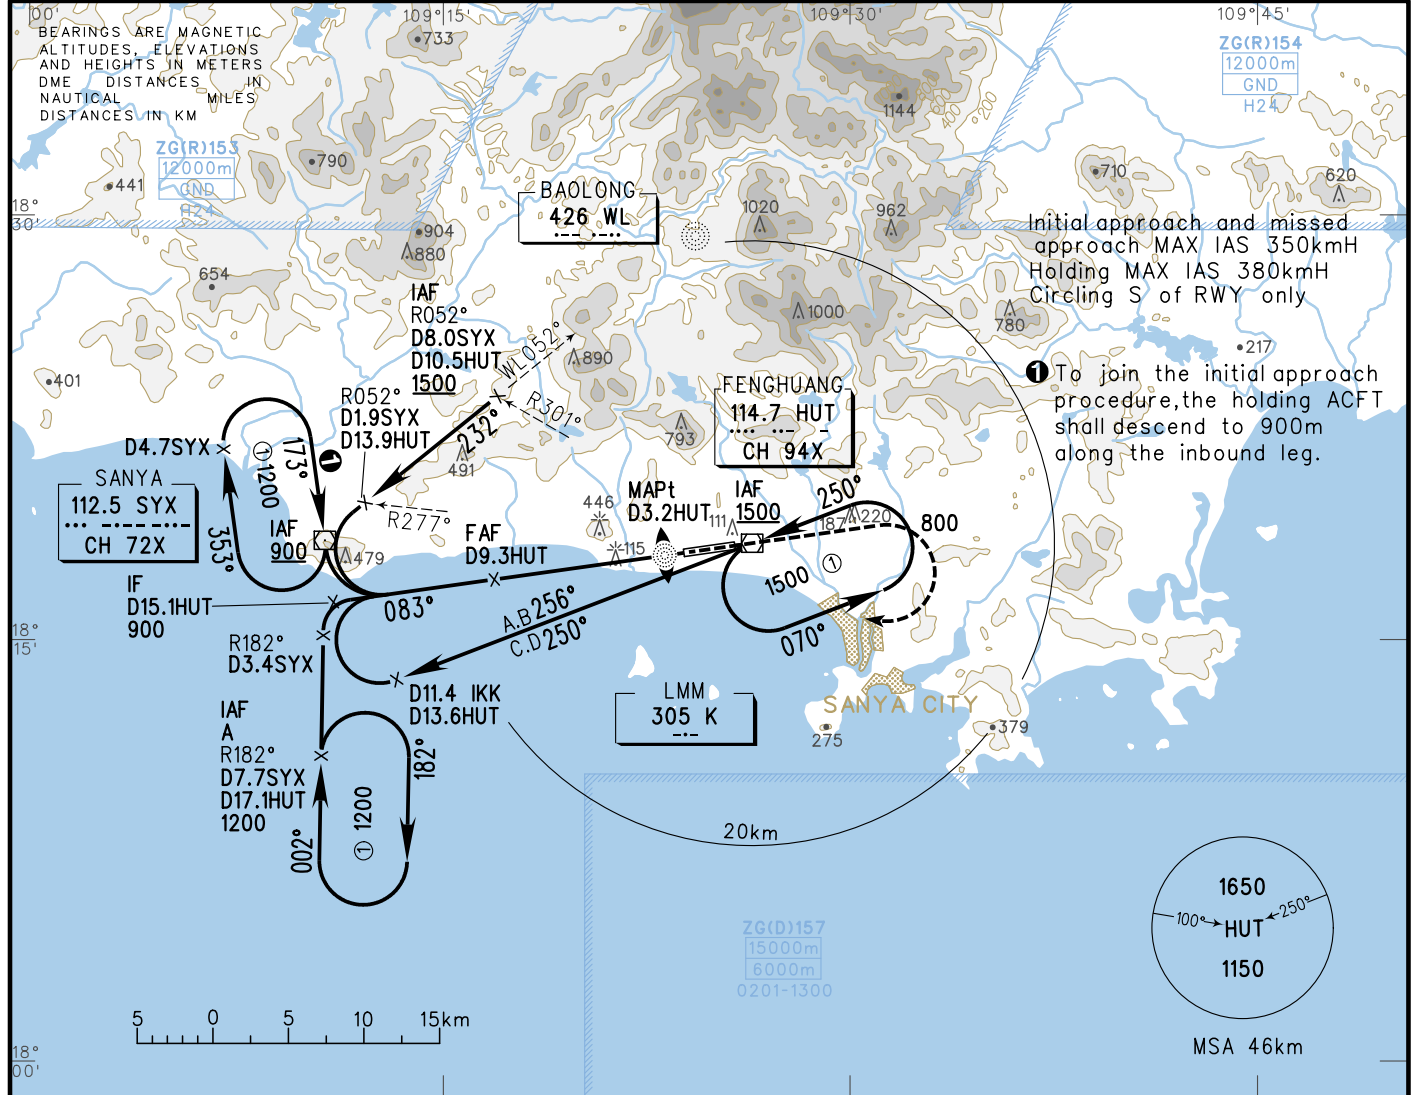 00'
109°15'
109°30'
109°45'
BEARINGS ARE MAGNETIC
ALTITUDES, ELEVATIONS
AND HEIGHTS IN METERS
DME DISTANCES IN
NAUTICAL MILES
DISTANCES IN KM
733
ZG(R)154
12000m
GND
H24
1144
400
200
ZG(R)153
12000m
GND
H24
790
441
710
620
18°
30'
BAOLONG
426 WL
1020
962
904
880
654
Initial approach and missed
approach MAX IAS 350kmH
Holding MAX IAS 380kmH
Circling S of RWY only
IAF
R052°
D8.0SYX
D10.5HUT
1500
WL052°
890
1000
780
217
401
1 To join the initial approach
procedure, the holding ACFT
shall descend to 900m
along the inbound leg.
R052°
D1.9SYX
D13.9HUT
R301°
232°
FENGHUANG
114.7 HUT
CH 94X
793
491
D4.7SYX
173°
1
1 1200
SANYA
112.5 SYX
CH 72X
353°
IAF
900
479
R277°
446
115
MAPt
D3.2HUT
111
IAF
1500
250°
187
220
800
FAF
D9.3HUT
IF
D15.1HUT
900
083°
A.B 256°
C.D 250°
1500 1
070°
18°
15'
R182°
D3.4SYX
D11.4 IKK
D13.6HUT
LMM
305 K
SANYA CITY
275
379
IAF
A
R182°
D7.7SYX
D17.1HUT
1200
182°
002°
1 1200
20km
ZG(D)157
15000m
6000m
0201-1300
1650
100°
HUT
250°
1150
MSA 46km
5 0 5 10 15km
18°
00'